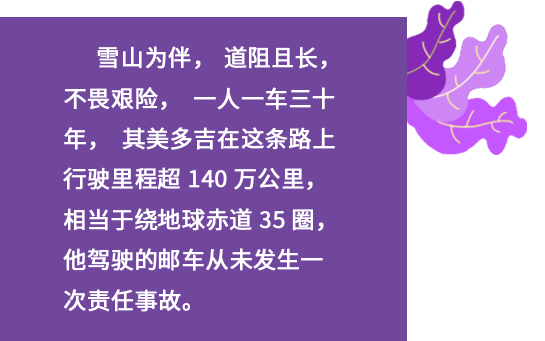 雪山为伴， 道阻且长，
不畏艰险， 一人一车三十
年， 其美多吉在这条路上
行驶里程超 140 万公里，
相当于绕地球赤道 35 圈，
他驾驶的邮车从未发生一
次责任事故。